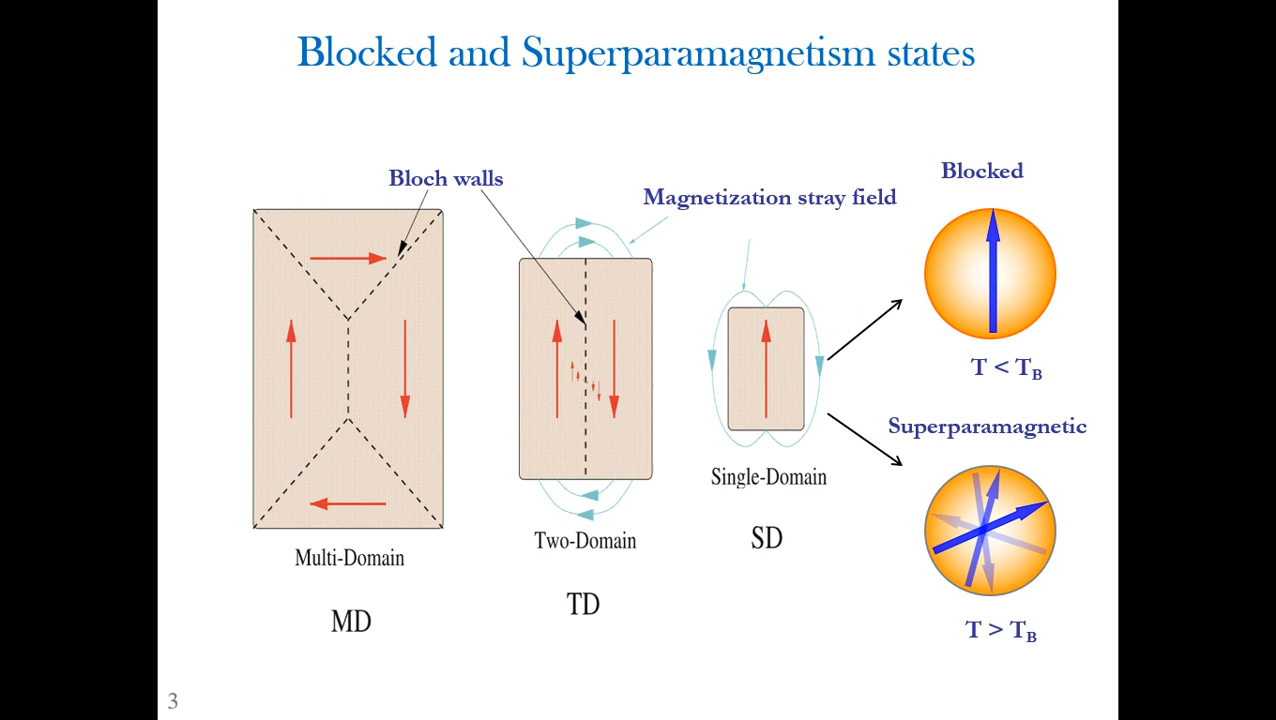 Blocked and Superparamagnetism states
Bloch walls
Magnetization stray field
Blocked
T < T_B
Superparamagnetic
T > T_B
Multi-Domain
MD
Two-Domain
TD
Single-Domain
SD
3